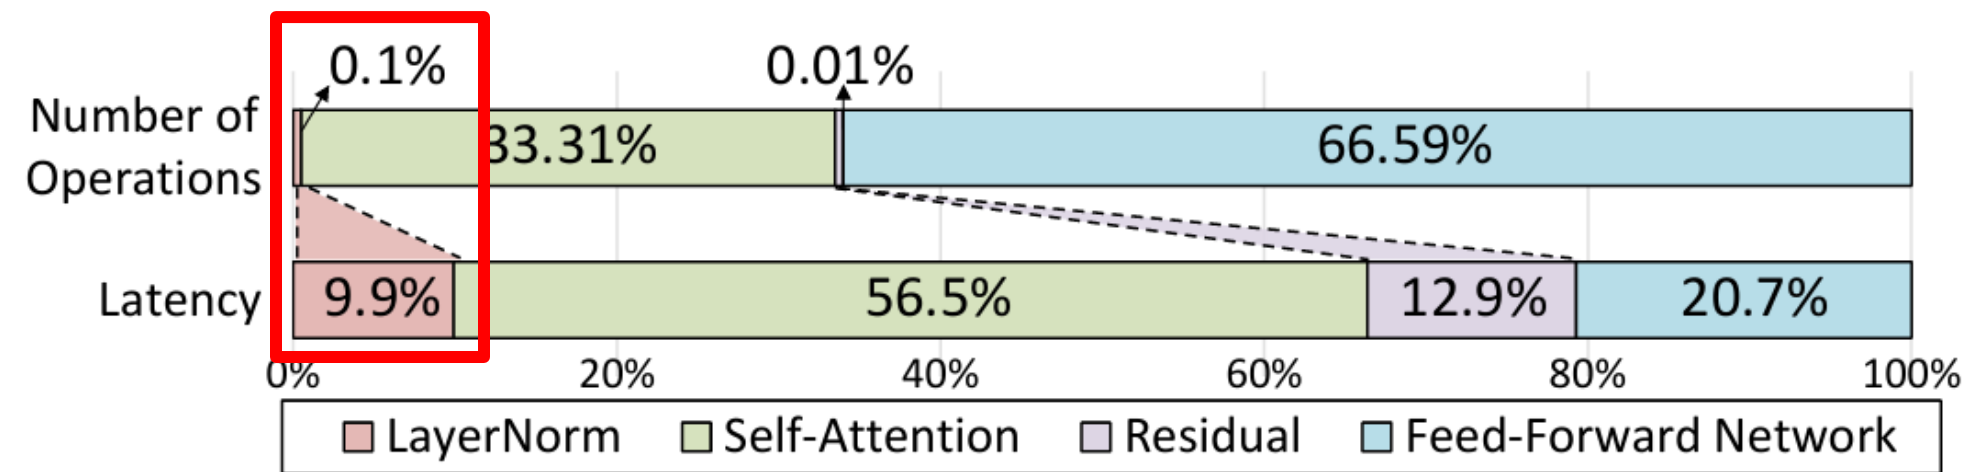 0.1% 0.01%
Number of
Operations
33.31% 66.59%
Latency 9.9% 56.5% 12.9% 20.7%
0% 20% 40% 60% 80% 100%
LayerNorm Self-Attention Residual Feed-Forward Network